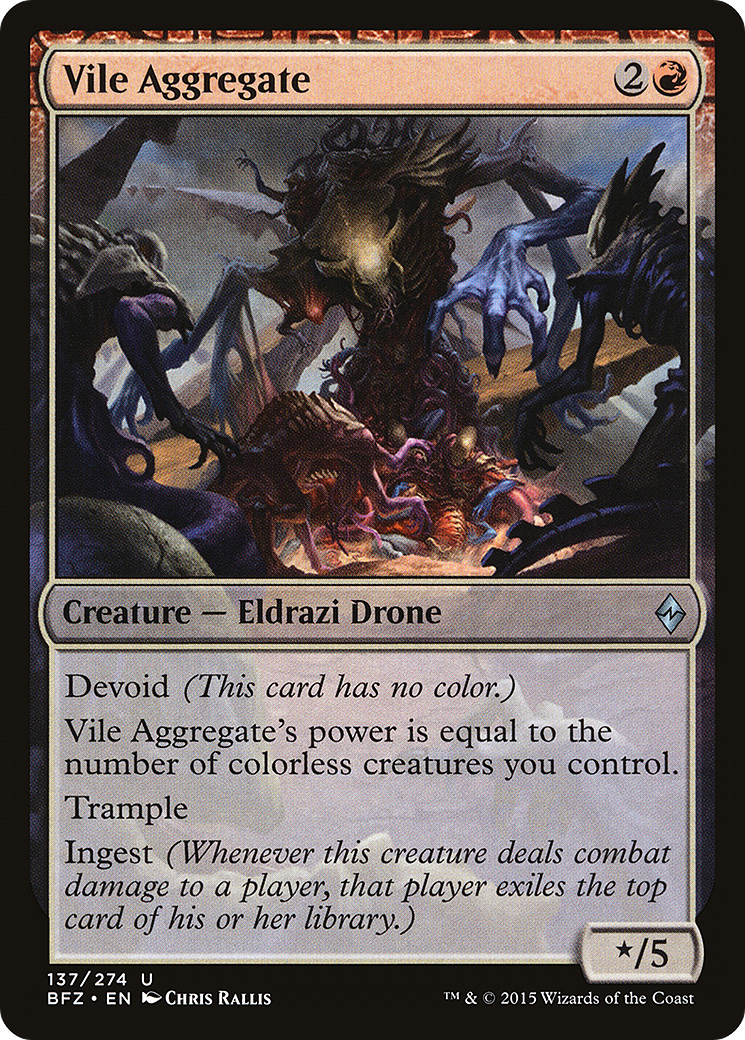 Vile Aggregate 2
Creature — Eldrazi Drone
Devoid (This card has no color.)
Vile Aggregate's power is equal to the
number of colorless creatures you control.
Trample
Ingest (Whenever this creature deals combat
damage to a player, that player exiles the top
card of his or her library.)
★/5
137/274 U
BFZ • EN Chris Rallis
™ & © 2015 Wizards of the Coast